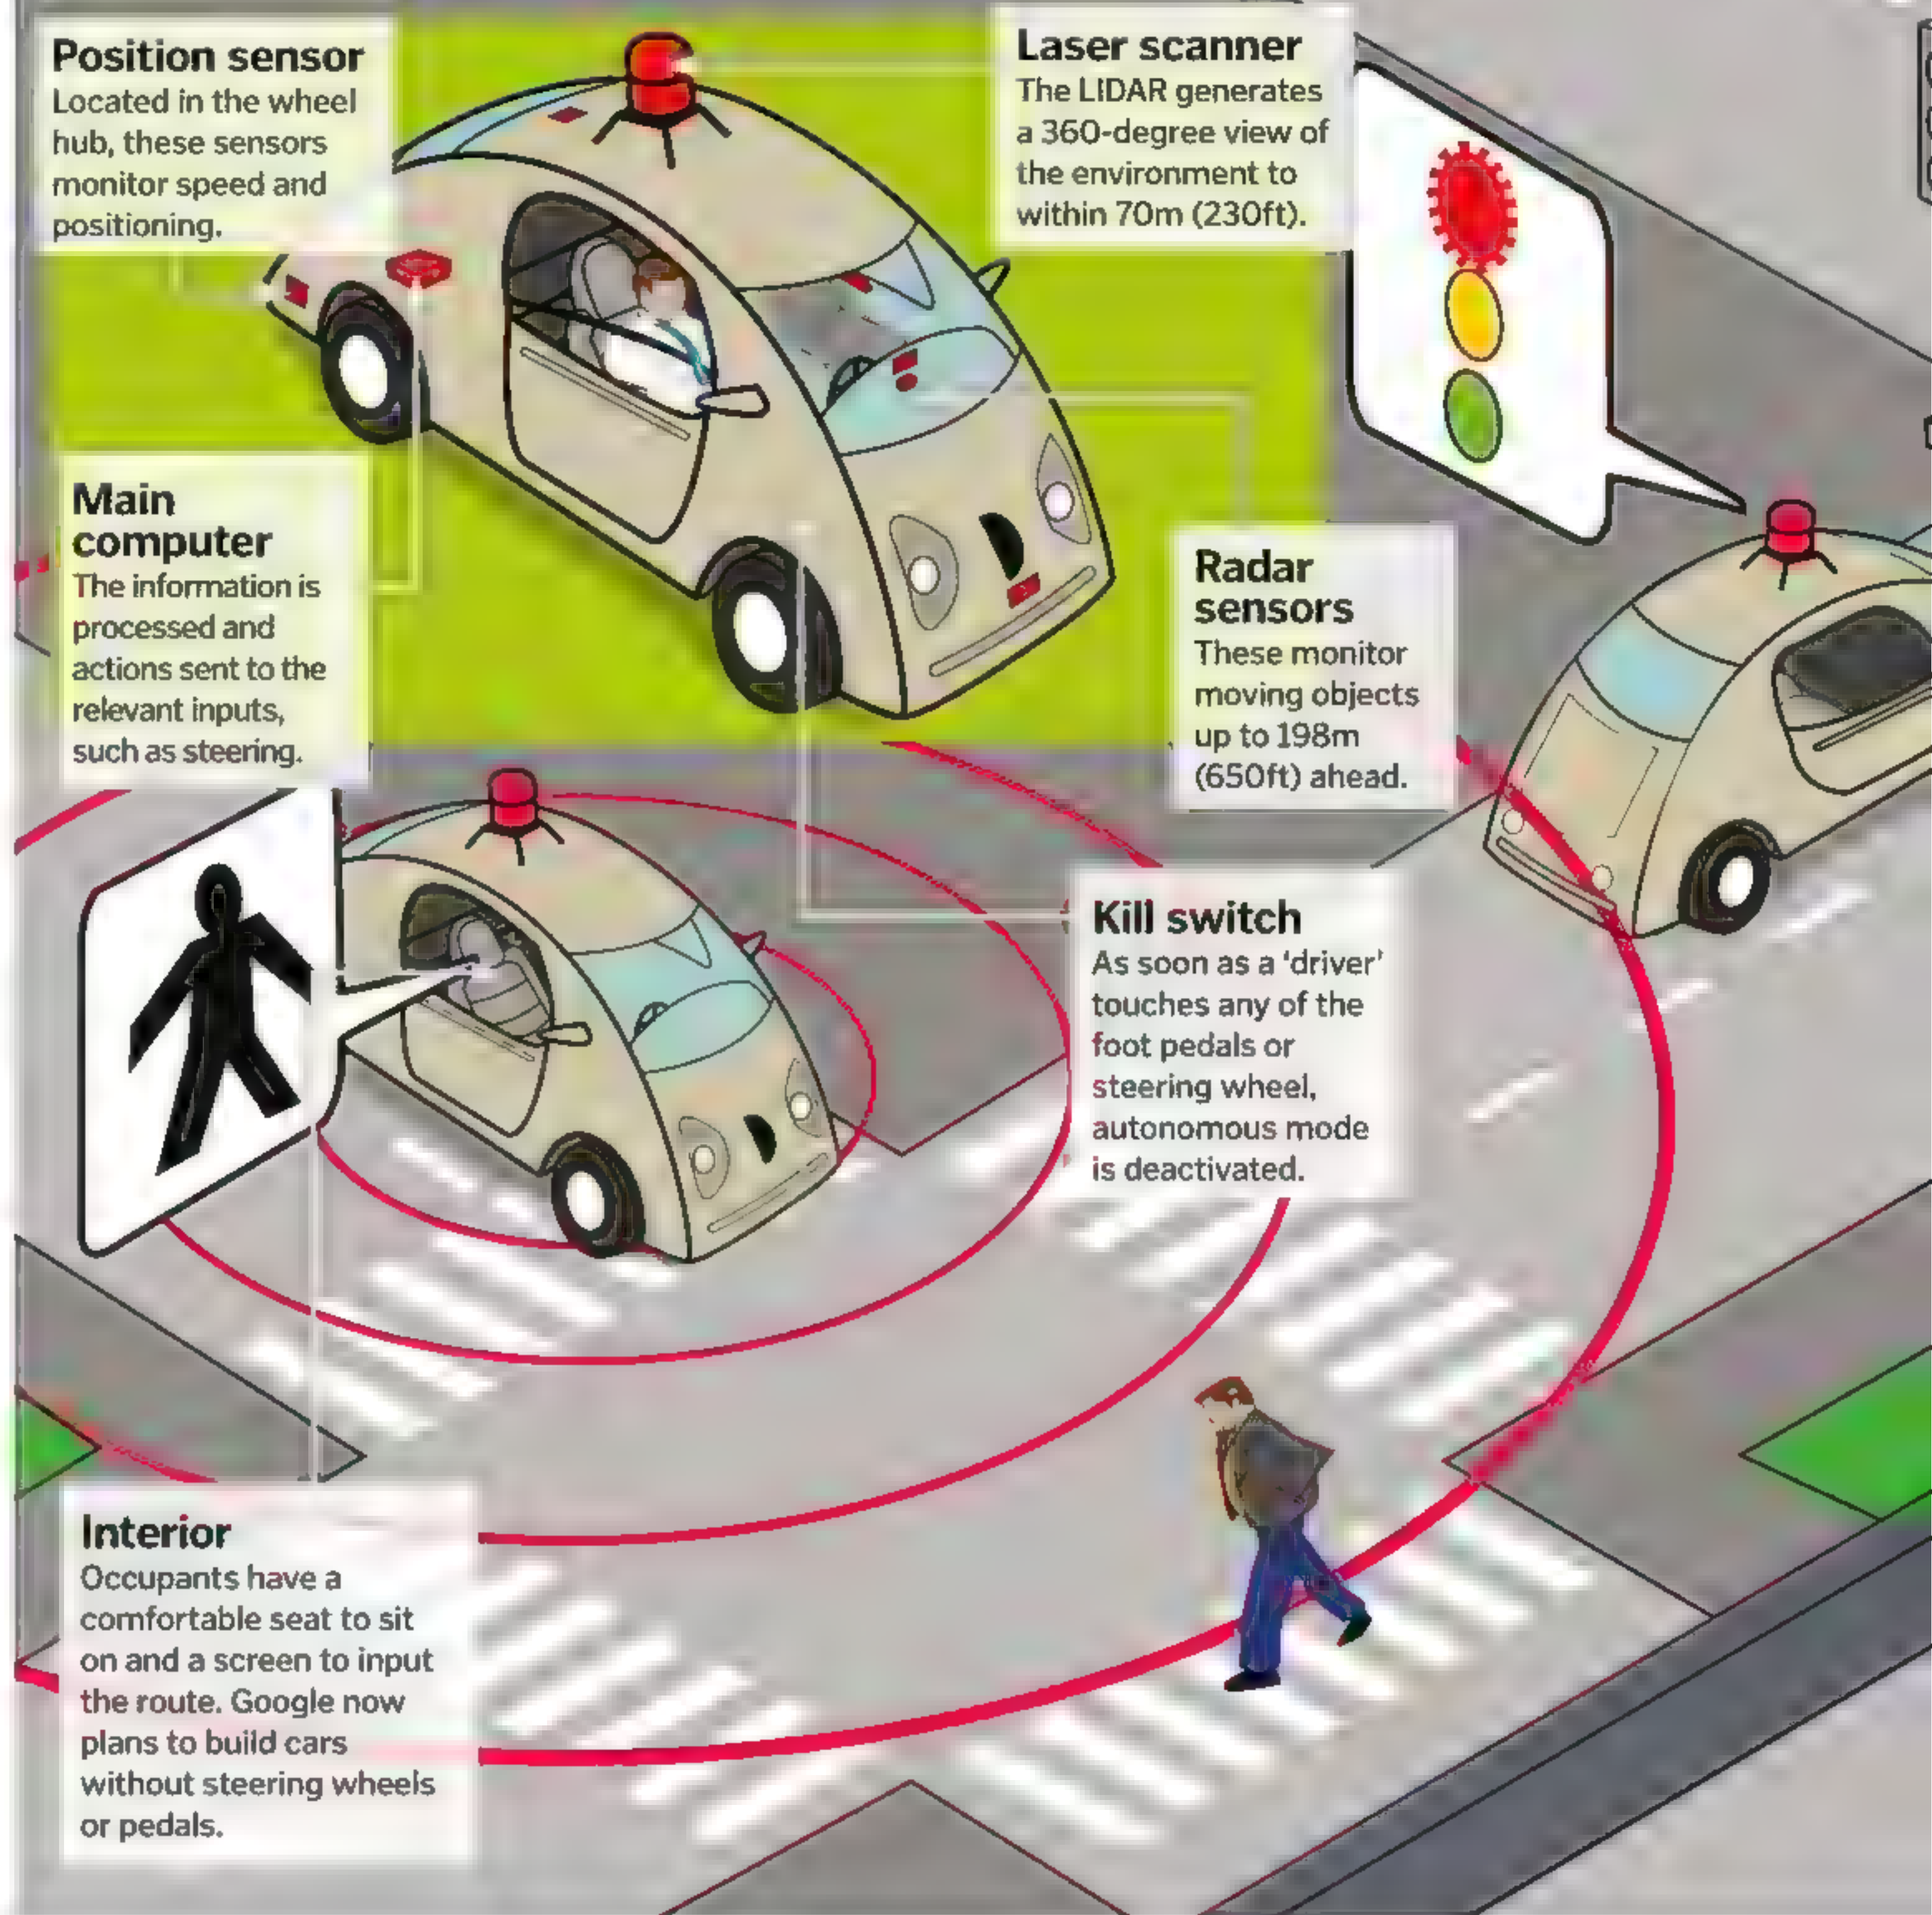 Position sensor
Located in the wheel
hub, these sensors
monitor speed and
positioning.
Laser scanner
The LIDAR generates
a 360-degree view of
the environment to
within 70m (230ft).
Main
computer
The information is
processed and
actions sent to the
relevant inputs,
such as steering.
Radar
sensors
These monitor
moving objects
up to 198m
(650ft) ahead.
Kill switch
As soon as a 'driver'
touches any of the
foot pedals or
steering wheel,
autonomous mode
is deactivated.
Interior
Occupants have a
comfortable seat to sit
on and a screen to input
the route. Google now
plans to build cars
without steering wheels
or pedals.